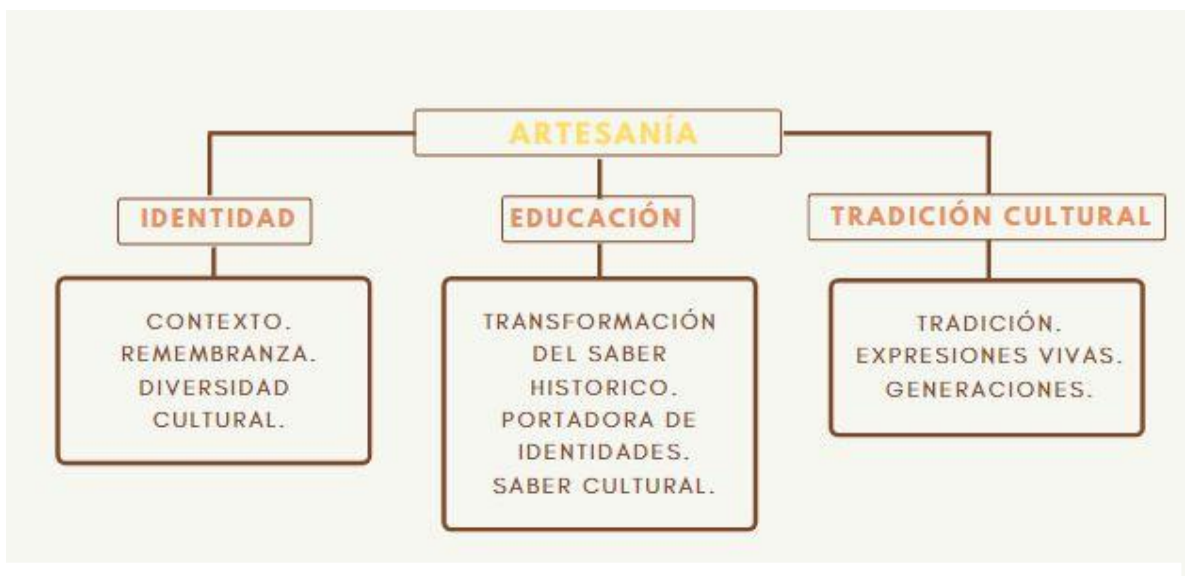 ARTESANÍA
IDENTIDAD
CONTEXTO.
REMEMBRANZA.
DIVERSIDAD
CULTURAL.
EDUCACIÓN
TRANSFORMACIÓN
DEL SABER
HISTORICO.
PORTADORA DE
IDENTIDADES.
SABER CULTURAL.
TRADICIÓN CULTURAL
TRADICIÓN.
EXPRESIONES VIVAS.
GENERACIONES.